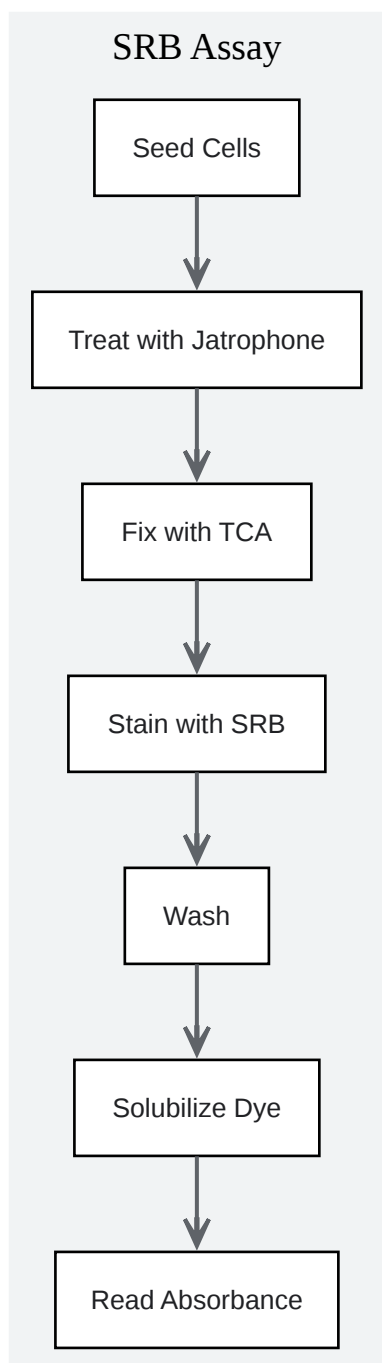 SRB Assay
Seed Cells
Treat with Jatrophone
Fix with TCA
Stain with SRB
Wash
Solubilize Dye
Read Absorbance